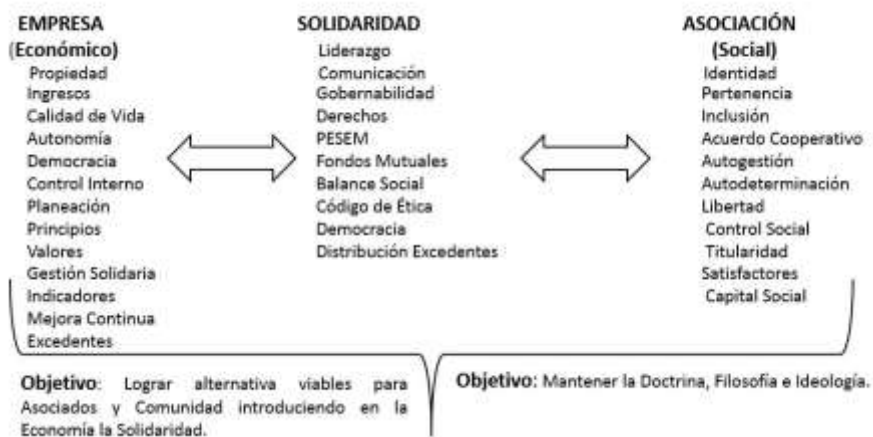 EMPRESA
(Económico)
Propiedad
Ingresos
Calidad de Vida
Autonomía
Democracia
Control Interno
Planeación
Principios
Valores
Gestión Solidaria
Indicadores
Mejora Continua
Excedentes
SOLIDARIDAD
Liderazgo
Comunicación
Gobernabilidad
Derechos
PESEM
Fondos Mutuales
Balance Social
Código de Ética
Democracia
Distribución Excedentes
ASOCIACIÓN
(Social)
Identidad
Pertenencia
Inclusión
Acuerdo Cooperativo
Autogestión
Autodeterminación
Libertad
Control Social
Titularidad
Satisfactores
Capital Social
Objetivo: Lograr alternativa viables para
Asociados y Comunidad introduciendo en la
Economía la Solidaridad.
Objetivo: Mantener la Doctrina, Filosofía e Ideología.